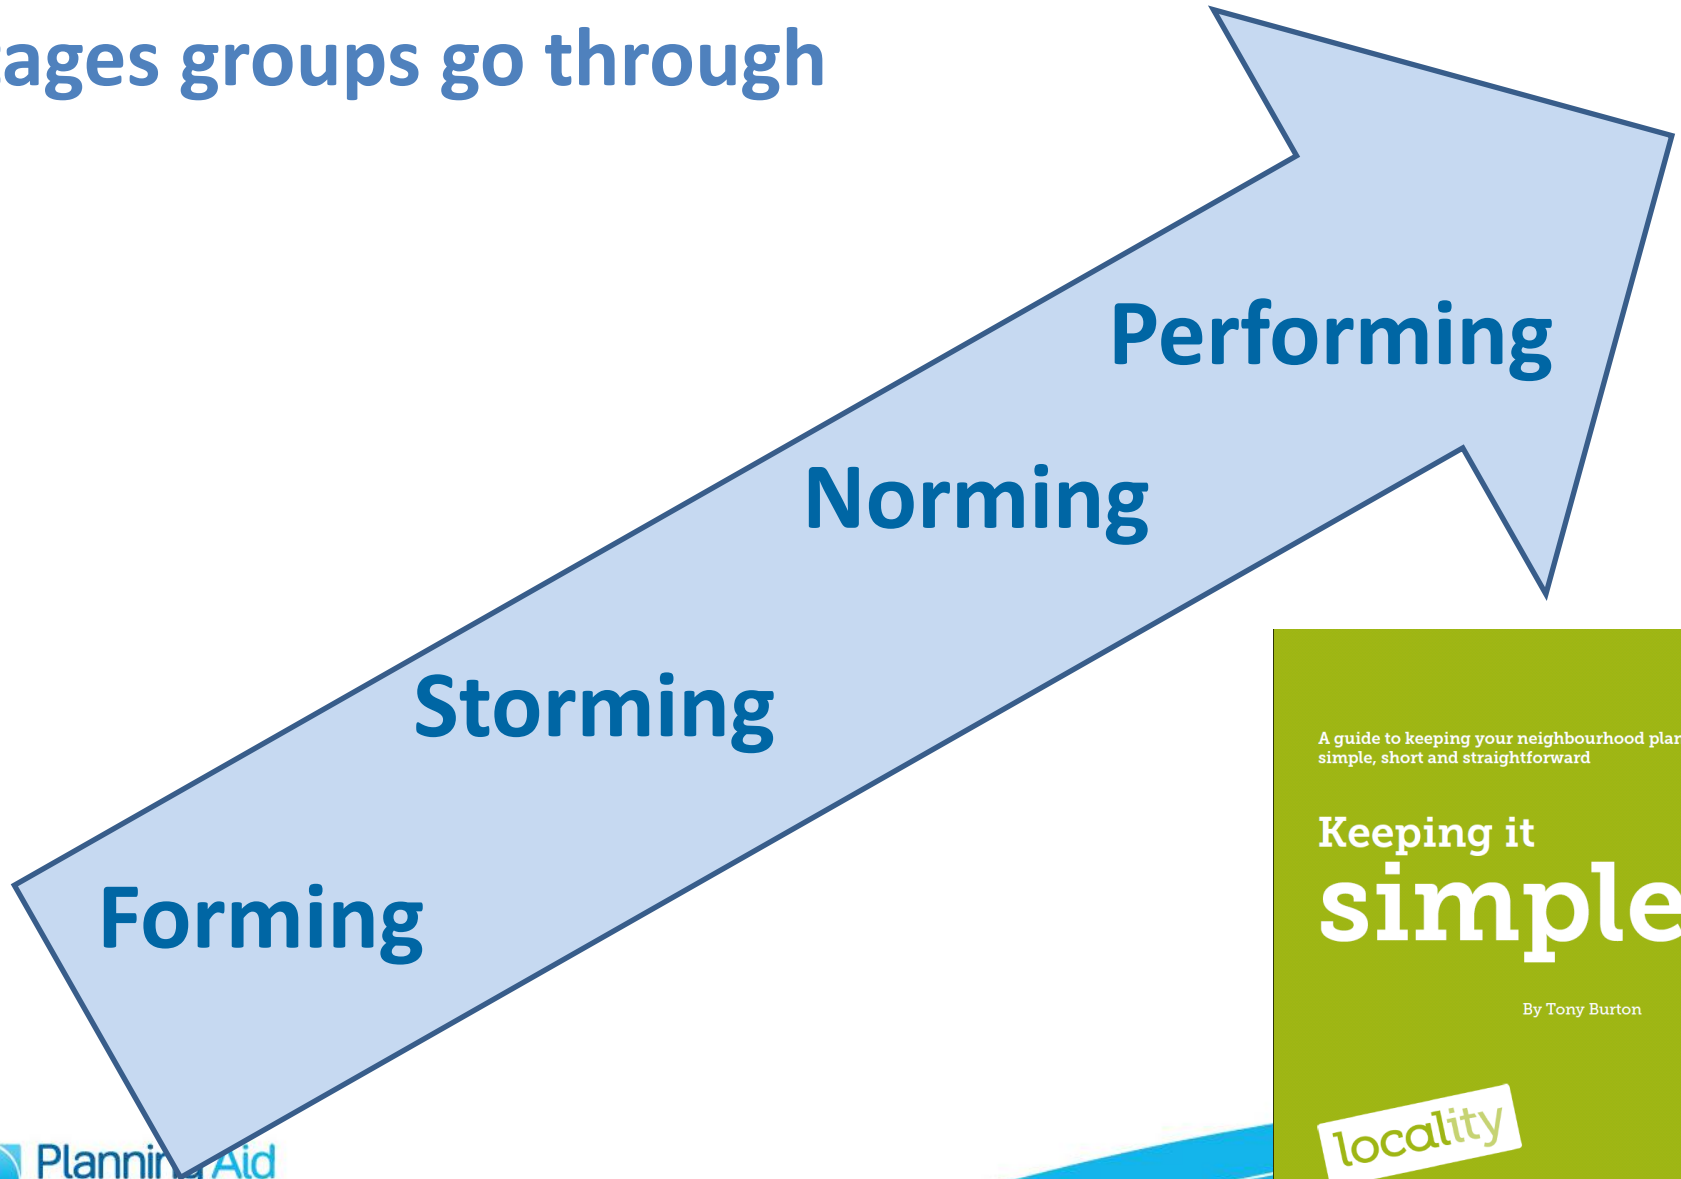 tages groups go through
Performing
Norming
Storming
Forming
A guide to keeping your neighbourhood plan
simple, short and straightforward
Keeping it
simple
By Tony Burton
locality
Planning Aid